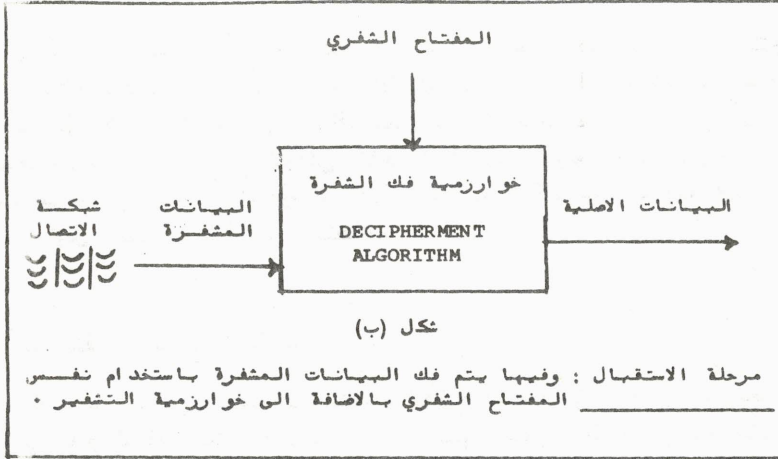 المفتاح الشفري
خوارزمية فك الشفرة
DECIPHERMENT
ALGORITHM
شبكة
الاتصال
البيانات
المشفرة
البيانات الاصلية
شكل (ب)
مرحلة الاستقبال : وفيها يتم فك البيانات المشفرة باستخدام نفس
المفتاح الشفري بالاضافة الى خوارزمية التشفير .